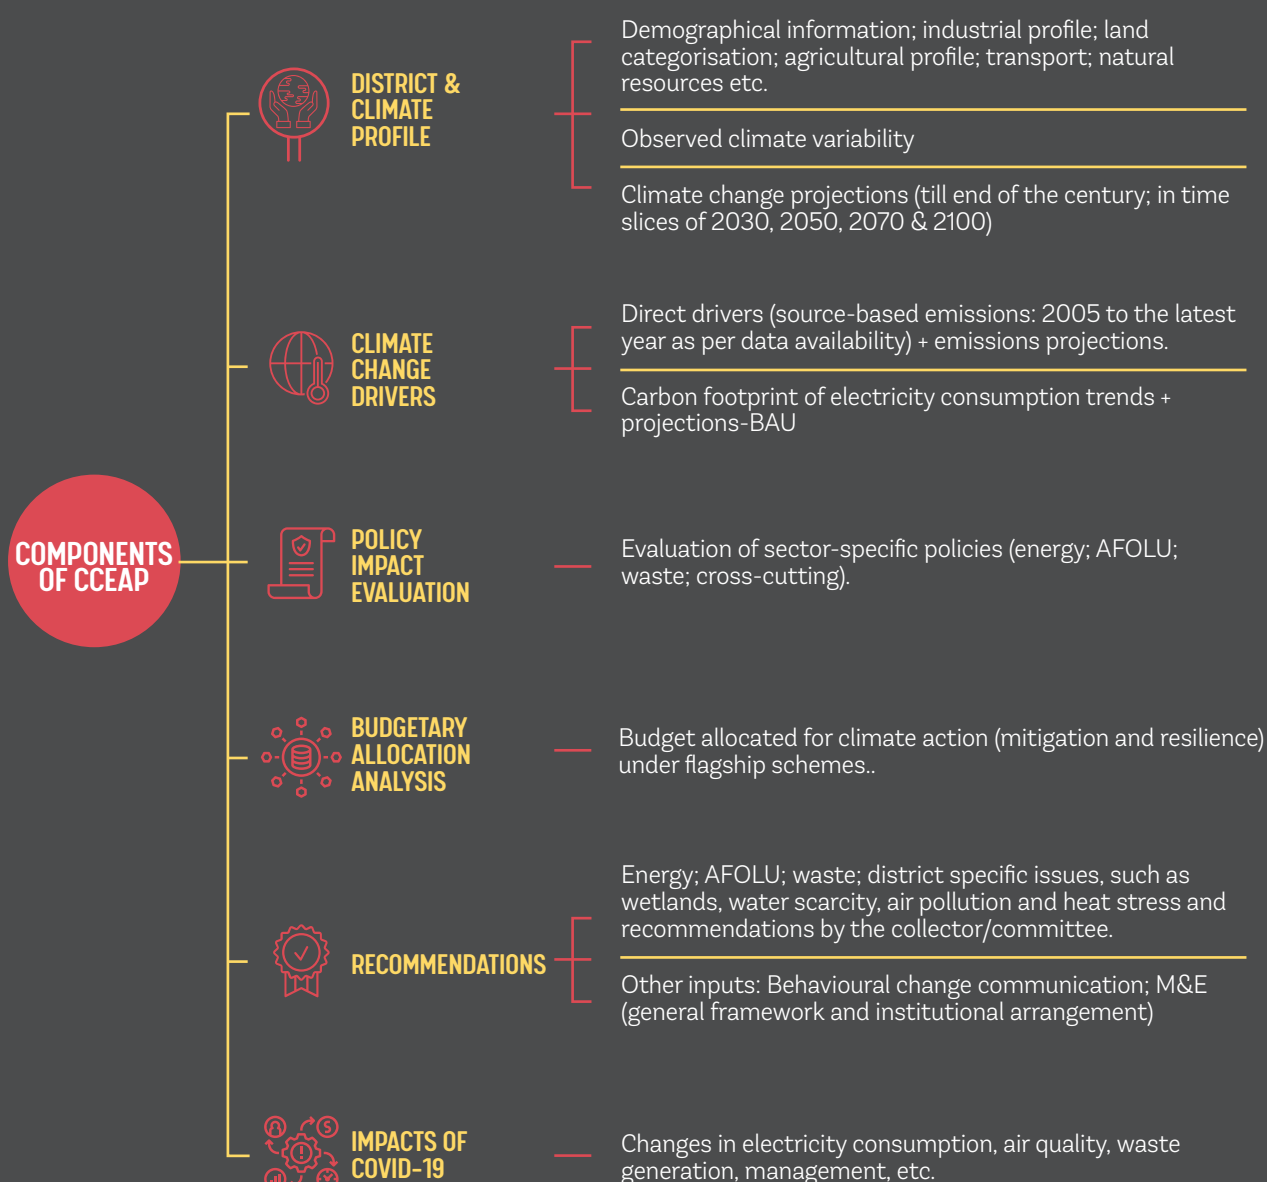 COMPONENTS
OF CCEAP
DISTRICT &
CLIMATE
PROFILE
Demographical information; industrial profile; land
categorisation; agricultural profile; transport; natural
resources etc.
Observed climate variability
Climate change projections (till end of the century; in time
slices of 2030, 2050, 2070 & 2100)
CLIMATE
CHANGE
DRIVERS
Direct drivers (source-based emissions: 2005 to the latest
year as per data availability) + emissions projections.
Carbon footprint of electricity consumption trends +
projections-BAU
POLICY
IMPACT
EVALUATION
Evaluation of sector-specific policies (energy; AFOLU;
waste; cross-cutting).
BUDGETARY
ALLOCATION
ANALYSIS
Budget allocated for climate action (mitigation and resilience)
under flagship schemes..
RECOMMENDATIONS
Energy; AFOLU; waste; district specific issues, such as
wetlands, water scarcity, air pollution and heat stress and
recommendations by the collector/committee.
Other inputs: Behavioural change communication; M&E
(general framework and institutional arrangement)
IMPACTS OF
COVID-19
Changes in electricity consumption, air quality, waste
generation, management, etc.